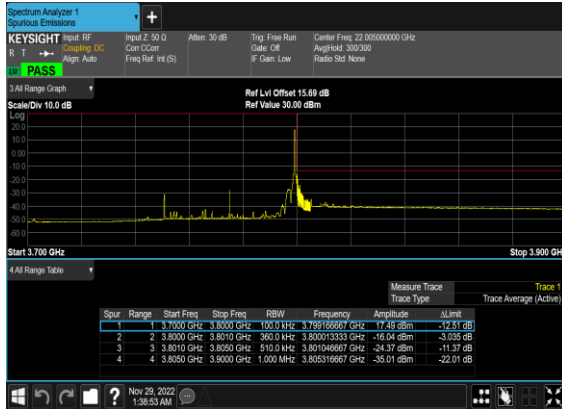 Spectrum Analyzer 1
Spurious Emissions
+
KEYSIGHT Input: RF Input Z: 50 Ω Atten: 30 dB Trig: Free Run Center Freq: 22.005000000 GHz
R T Coupling: DC Corr CCorr Gate: Off Avg|Hold: 300/300
Align: Auto Freq Ref: Int (S) IF Gain: Low Radio Std: None
PASS
3 All Range Graph Ref Lvl Offset 15.69 dB
Scale/Div 10.0 dB Ref Value 30.00 dBm
Log
20.0
10.0
0.00
-10.0
-20.0
-30.0
-40.0
-50.0
-60.0
Start 3.700 GHz Stop 3.900 GH
4 All Range Table
Measure Trace Trace 1
Trace Type Trace Average (Active)
Spur Range Start Freq Stop Freq RBW Frequency Amplitude ΔLimit
1 1 3.7000 GHz 3.8000 GHz 100.0 kHz 3.799166667 GHz 17.49 dBm -12.51 dB
2 2 3.8000 GHz 3.8010 GHz 360.0 kHz 3.800013333 GHz -16.04 dBm -3.035 dB
3 3 3.8010 GHz 3.8050 GHz 510.0 kHz 3.801046667 GHz -24.37 dBm -11.37 dB
4 4 3.8050 GHz 3.9000 GHz 1.000 MHz 3.805316667 GHz -35.01 dBm -22.01 dB
? Nov 29, 2022
1:38:53 AM